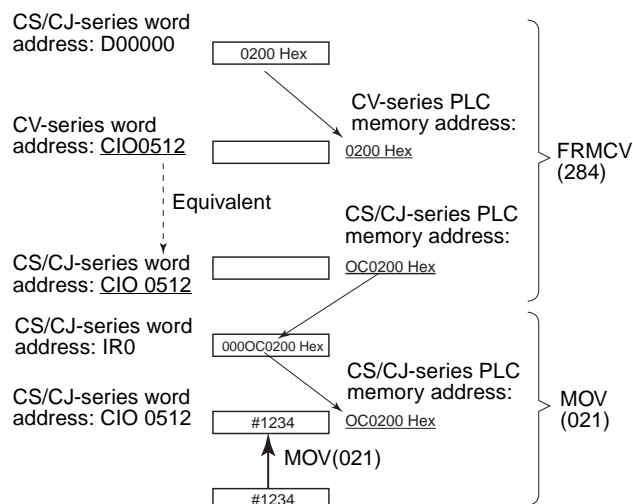 CS/CJ-series word
address: D00000
0200 Hex
CV-series PLC
memory address:
CV-series word
address: CIO0512
0200 Hex
FRMCV
(284)
Equivalent
CS/CJ-series PLC
memory address:
CS/CJ-series word
address: CIO 0512
OC0200 Hex
CS/CJ-series word
address: IR0
000OC0200 Hex
CS/CJ-series PLC
memory address:
CS/CJ-series word
address: CIO 0512
#1234
OC0200 Hex
MOV
(021)
MOV(021)
#1234